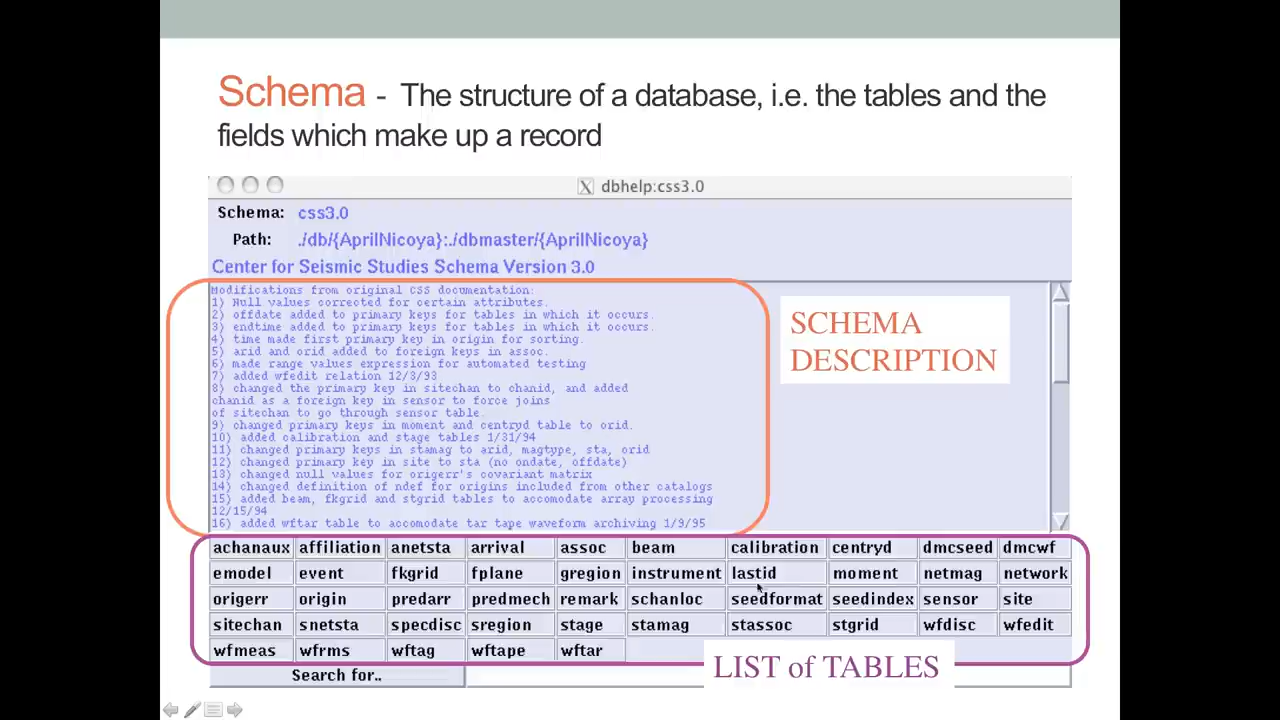 Schema - The structure of a database, i.e. the tables and the
fields which make up a record
X dbhelp:css3.0
Schema: css3.0
Path: ./db/{AprilNicoya}:./dbmaster/{AprilNicoya}
Center for Seismic Studies Schema Version 3.0
Modifications from original CSS documentation:
1) Null values corrected for certain attributes.
2) offdate added to primary keys for tables in which it occurs.
3) endtime added to primary keys for tables in which it occurs.
4) time made first primary key in origin for sorting.
5) arid and orid added to foreign keys in assoc.
6) made range values expression for automated testing
7) added wfedit relation 12/3/93
8) changed the primary key in sitechan to chanid, and added
chanid as a foreign key in sensor to force joins
of sitechan to go through sensor table.
9) changed primary keys in moment and centryd table to orid.
10) added calibration and stage tables 1/31/94
11) changed primary keys in stamag to arid, magtype, sta, orid
12) changed primary key in site to sta (no ondate, offdate)
13) changed null values for origerr's covariant matrix
14) changed definition of ndef for origins included from other catalogs
15) added beam, fkgrid and stgrid tables to accomodate array processing
12/15/94
16) added wftar table to accomodate tar tape waveform archiving 1/9/95
SCHEMA
DESCRIPTION
achanaux affiliation anetsta arrival assoc beam calibration centryd dmcseed dmcwf
emodel event fkgrid fplane gregion instrument lastid moment netmag network
origerr origin predarr predmech remark schanloc seedformat seedindex sensor site
sitechan snetsta specdisc sregion stage stamag stassoc stgrid wfdisc wfedit
wfmeas wfrms wftag wftape wftar
LIST of TABLES
Search for..